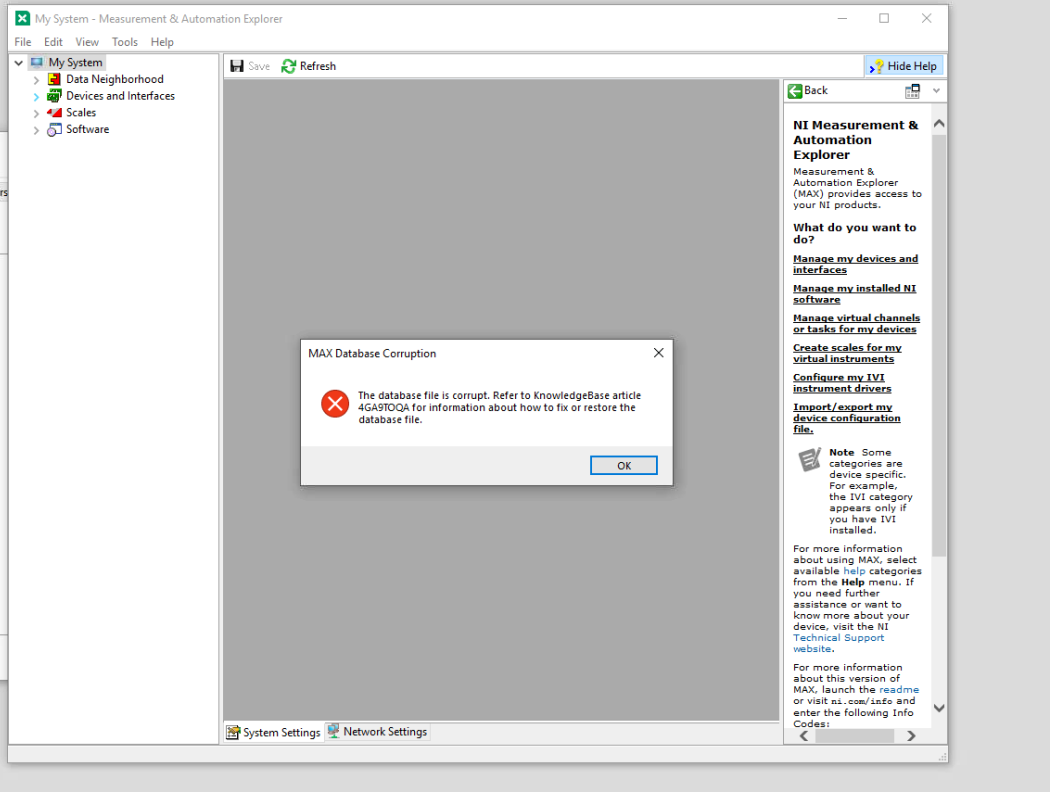 My System - Measurement & Automation Explorer
File Edit View Tools Help
My System
Data Neighborhood
Devices and Interfaces
Scales
Software
rs
Save Refresh
Hide Help
MAX Database Corruption
The database file is corrupt. Refer to KnowledgeBase article
4GA9TOQA for information about how to fix or restore the
database file.
OK
System Settings Network Settings
Back
NI Measurement &
Automation
Explorer
Measurement &
Automation Explorer
(MAX) provides access to
your NI products.
What do you want to
do?
Manage my devices and
interfaces
Manage my installed NI
software
Manage virtual channels
or tasks for my devices
Create scales for my
virtual instruments
Configure my IVI
instrument drivers
Import/export my
device configuration
file.
Note Some
categories are
device specific.
For example,
the IVI category
appears only if
you have IVI
installed.
For more information
about using MAX, select
available help categories
from the Help menu. If
you need further
assistance or want to
know more about your
device, visit the NI
Technical Support
website.
For more information
about this version of
MAX, launch the readme
or visit ni.com/info and
enter the following Info
Codes: